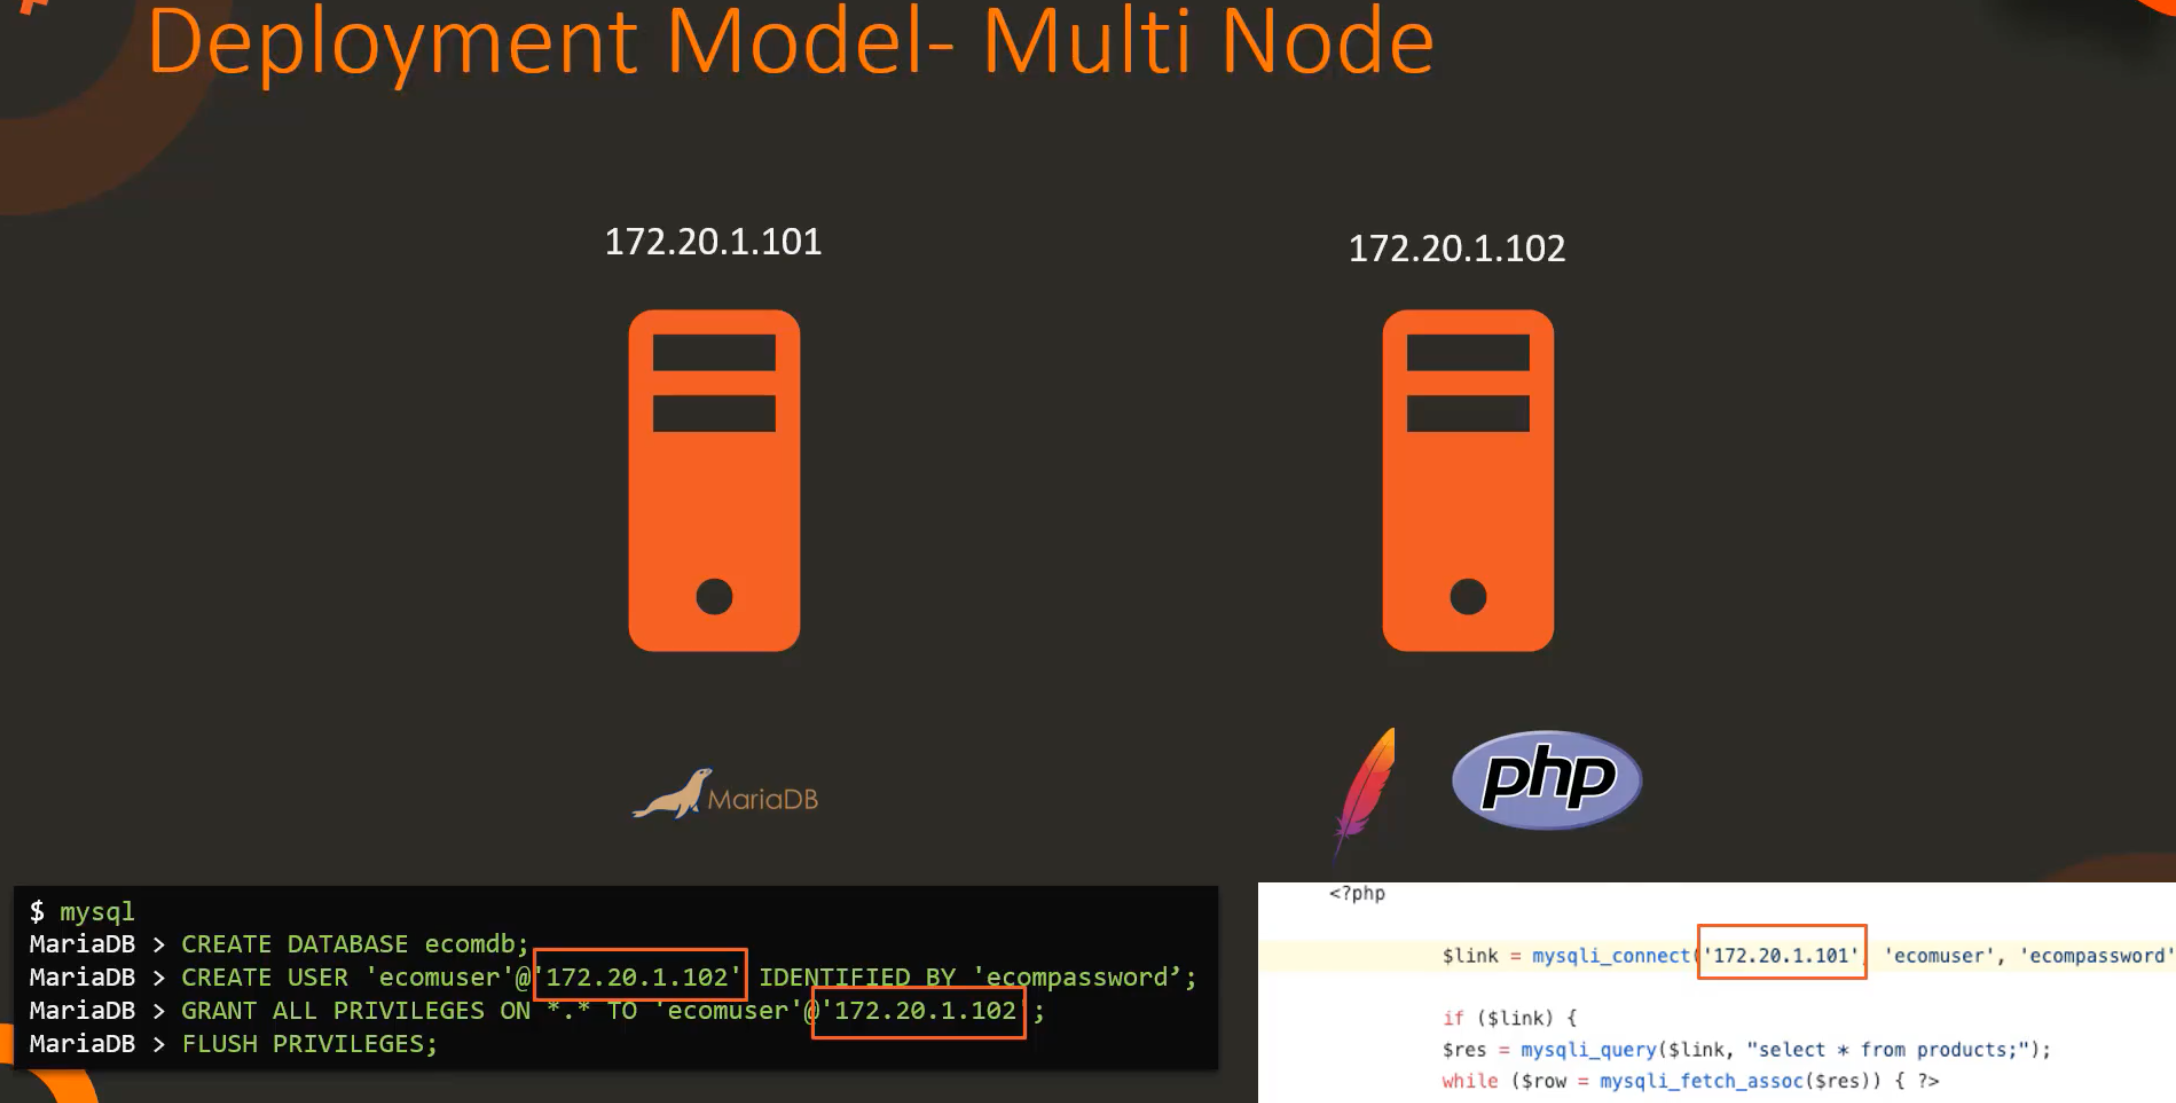 Deployment Model- Multi Node
172.20.1.101
172.20.1.102
MariaDB
php
$ mysql
MariaDB > CREATE DATABASE ecomdb;
MariaDB > CREATE USER 'ecomuser'@'172.20.1.102' IDENTIFIED BY 'ecompassword’;
MariaDB > GRANT ALL PRIVILEGES ON *.* TO 'ecomuser'@'172.20.1.102';
MariaDB > FLUSH PRIVILEGES;
<?php
$link = mysqli_connect('172.20.1.101', 'ecomuser', 'ecompassword'
if ($link) {
$res = mysqli_query($link, "select * from products;");
while ($row = mysqli_fetch_assoc($res)) { ?>